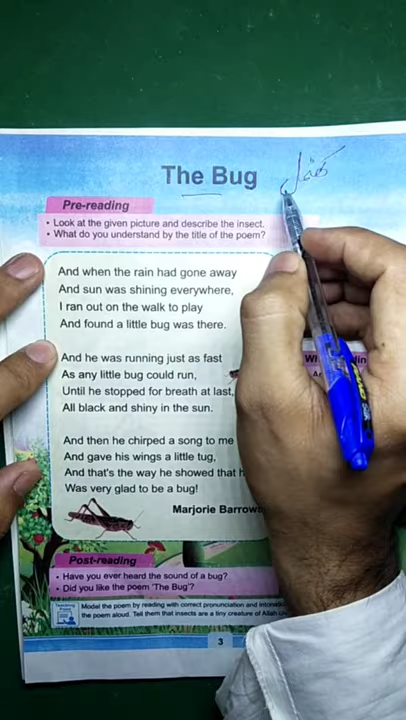 The Bug
کھٹمل
Pre-reading
• Look at the given picture and describe the insect.
• What do you understand by the title of the poem?
And when the rain had gone away
And sun was shining everywhere,
I ran out on the walk to play
And found a little bug was there.
And he was running just as fast
As any little bug could run,
Until he stopped for breath at last,
All black and shiny in the sun.
And then he chirped a song to me
And gave his wings a little tug,
And that's the way he showed that
Was very glad to be a bug!
Marjorie Barrows
Post-reading
• Have you ever heard the sound of a bug?
• Did you like the poem 'The Bug'?
Model the poem by reading with correct pronunciation and
the poem aloud. Tell them that insects are a tiny creature of Allah
3